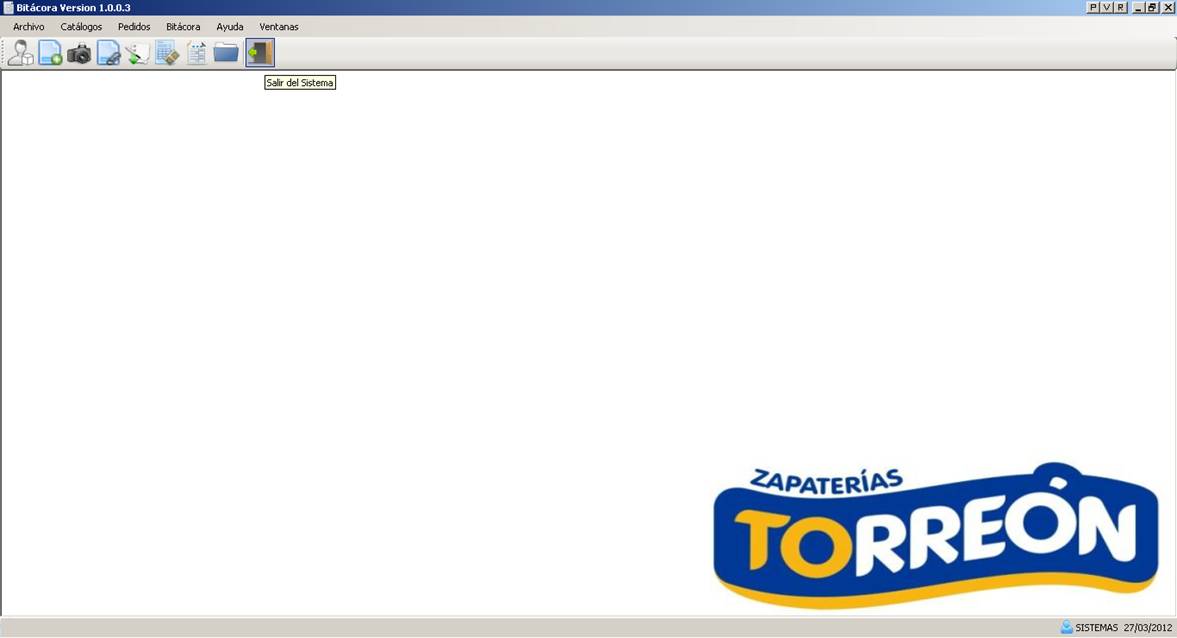 Bitácora Version 1.0.0.3
P V R
Archivo Catálogos Pedidos Bitácora Ayuda Ventanas
Salir del Sistema
ZAPATERÍAS
TORREÓN
SISTEMAS 27/03/2012